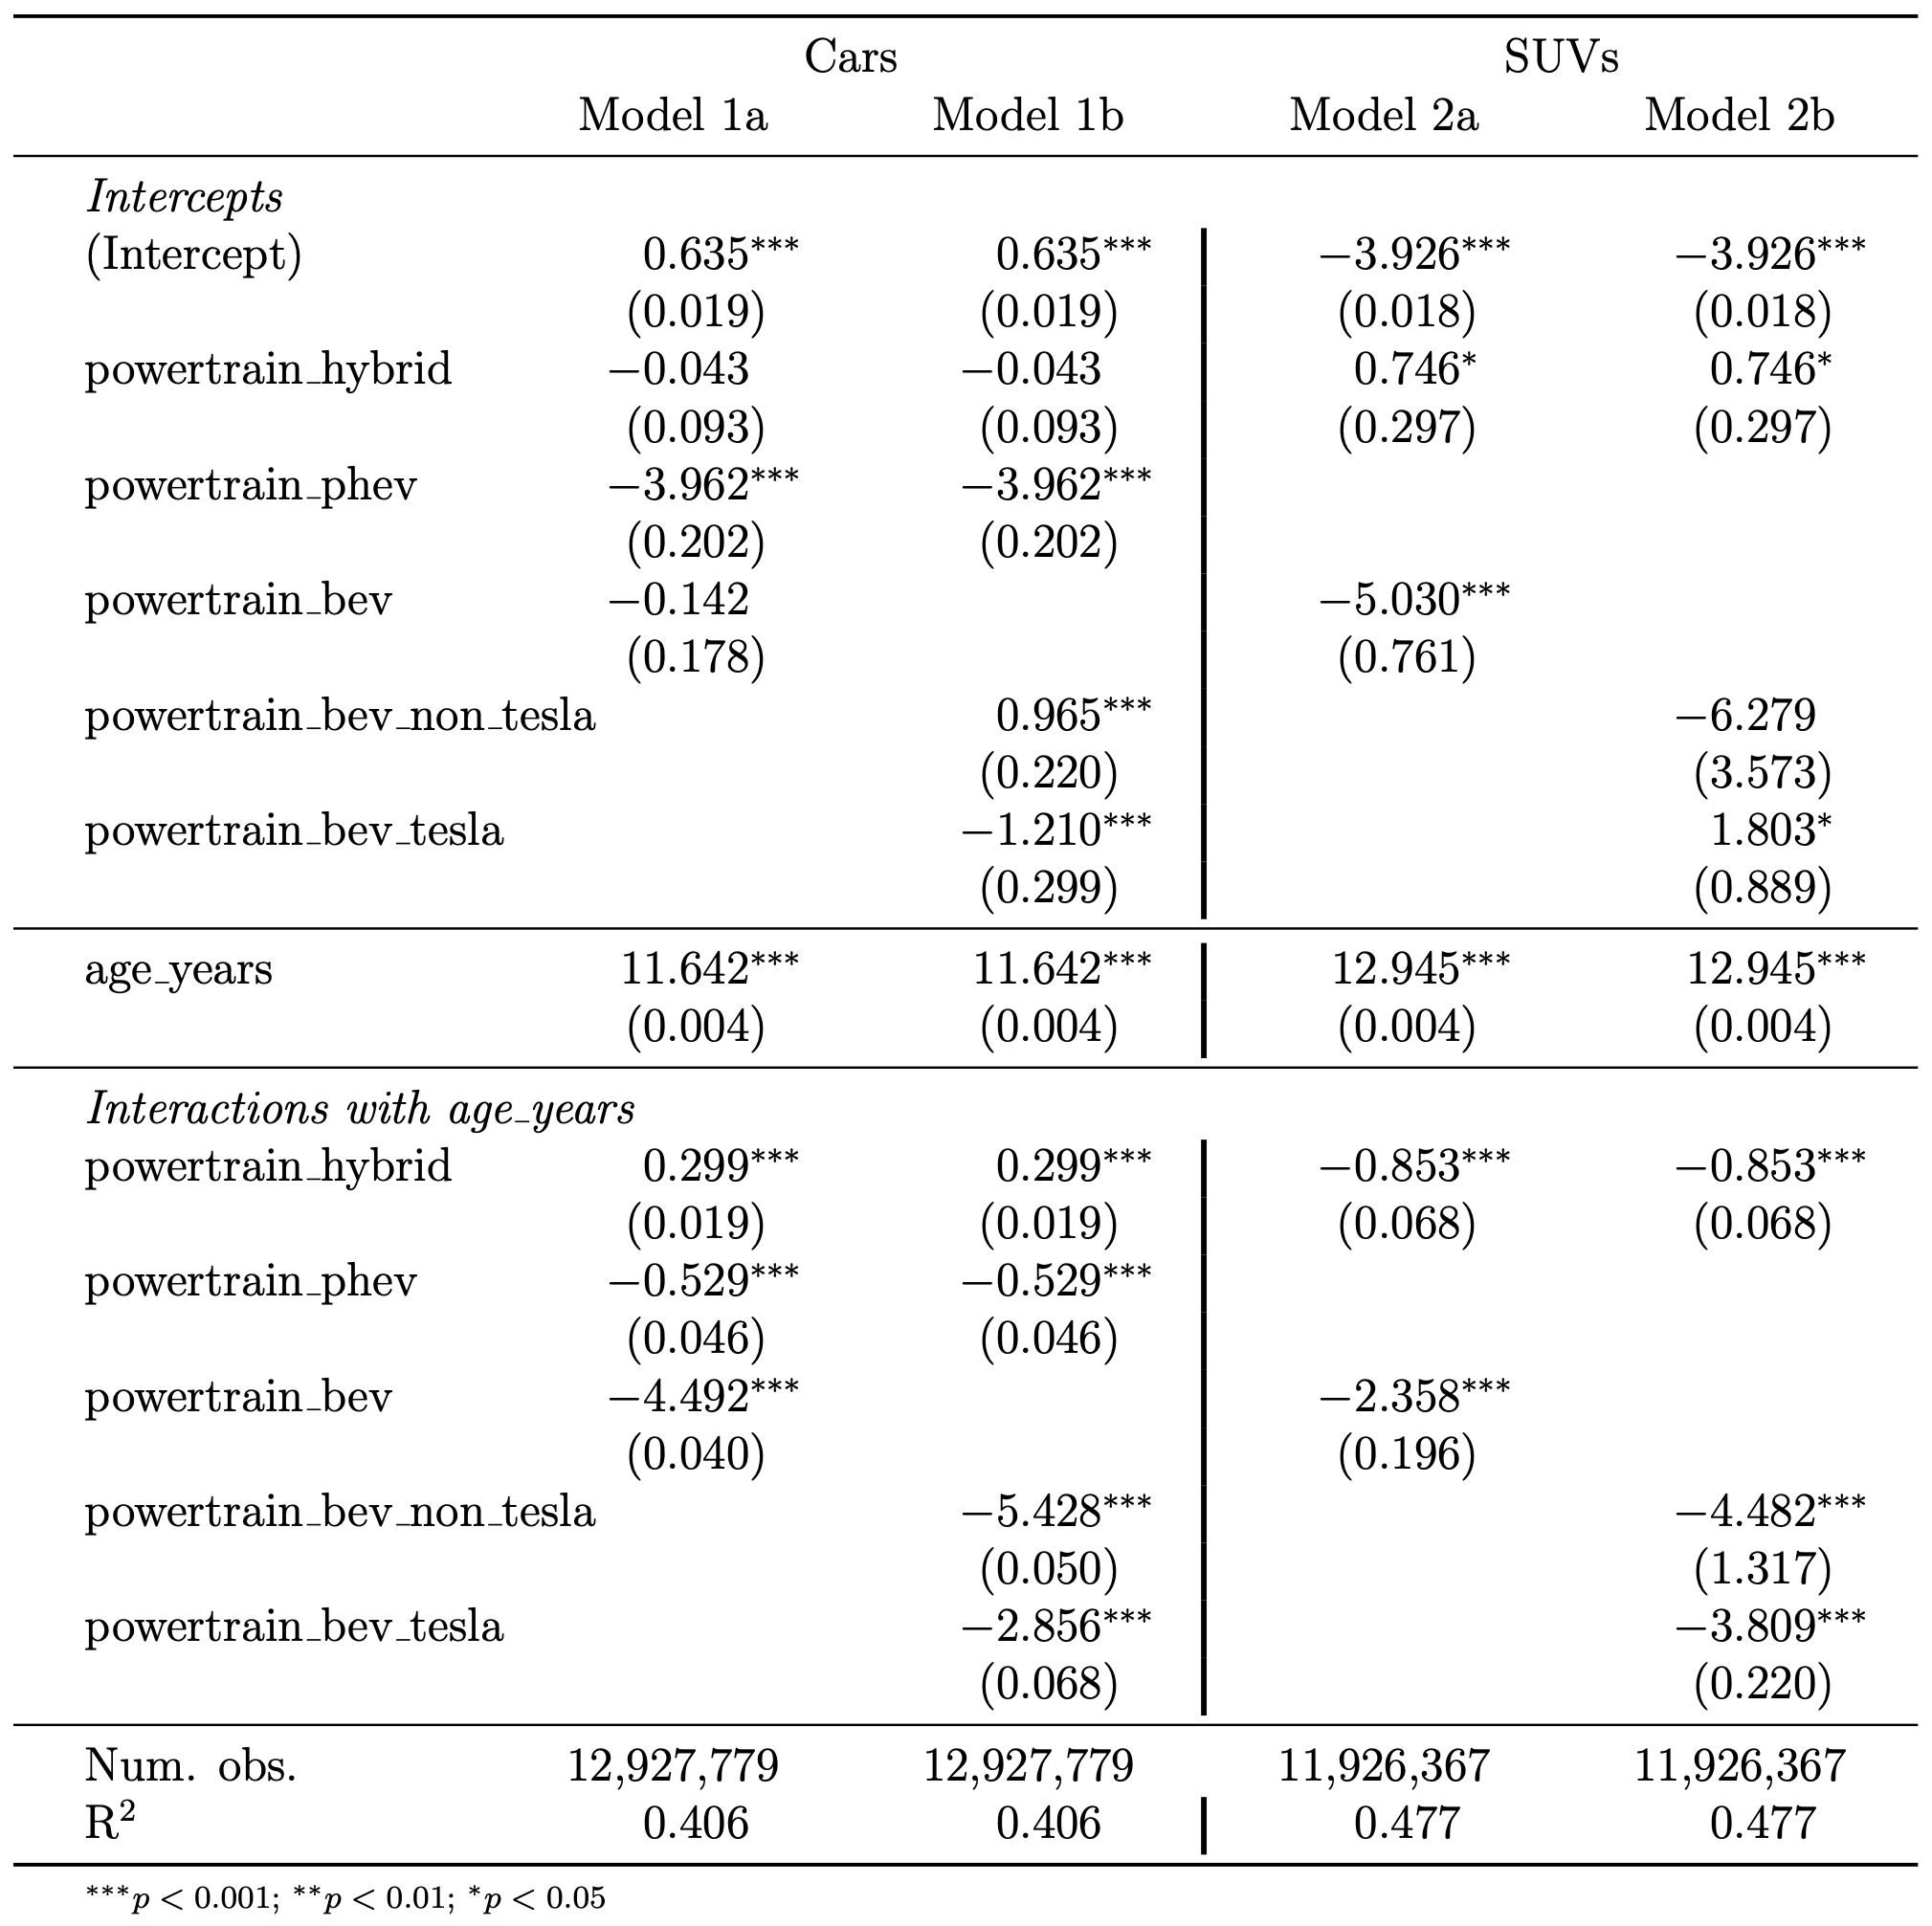 Cars SUVs
Model 1a Model 1b Model 2a Model 2b
Intercepts
(Intercept) 0.635*** 0.635*** −3.926*** −3.926***
(0.019) (0.019) (0.018) (0.018)
powertrain_hybrid −0.043 −0.043 0.746* 0.746*
(0.093) (0.093) (0.297) (0.297)
powertrain_phev −3.962*** −3.962***
(0.202) (0.202)
powertrain_bev −0.142 −5.030***
(0.178) (0.761)
powertrain_bev_non_tesla 0.965*** −6.279
(0.220) (3.573)
powertrain_bev_tesla −1.210*** 1.803*
(0.299) (0.889)
age_years 11.642*** 11.642*** 12.945*** 12.945***
(0.004) (0.004) (0.004) (0.004)
Interactions with age_years
powertrain_hybrid 0.299*** 0.299*** −0.853*** −0.853***
(0.019) (0.019) (0.068) (0.068)
powertrain_phev −0.529*** −0.529***
(0.046) (0.046)
powertrain_bev −4.492*** −2.358***
(0.040) (0.196)
powertrain_bev_non_tesla −5.428*** −4.482***
(0.050) (1.317)
powertrain_bev_tesla −2.856*** −3.809***
(0.068) (0.220)
Num. obs. 12,927,779 12,927,779 11,926,367 11,926,367
R² 0.406 0.406 0.477 0.477
***p < 0.001; **p < 0.01; *p < 0.05